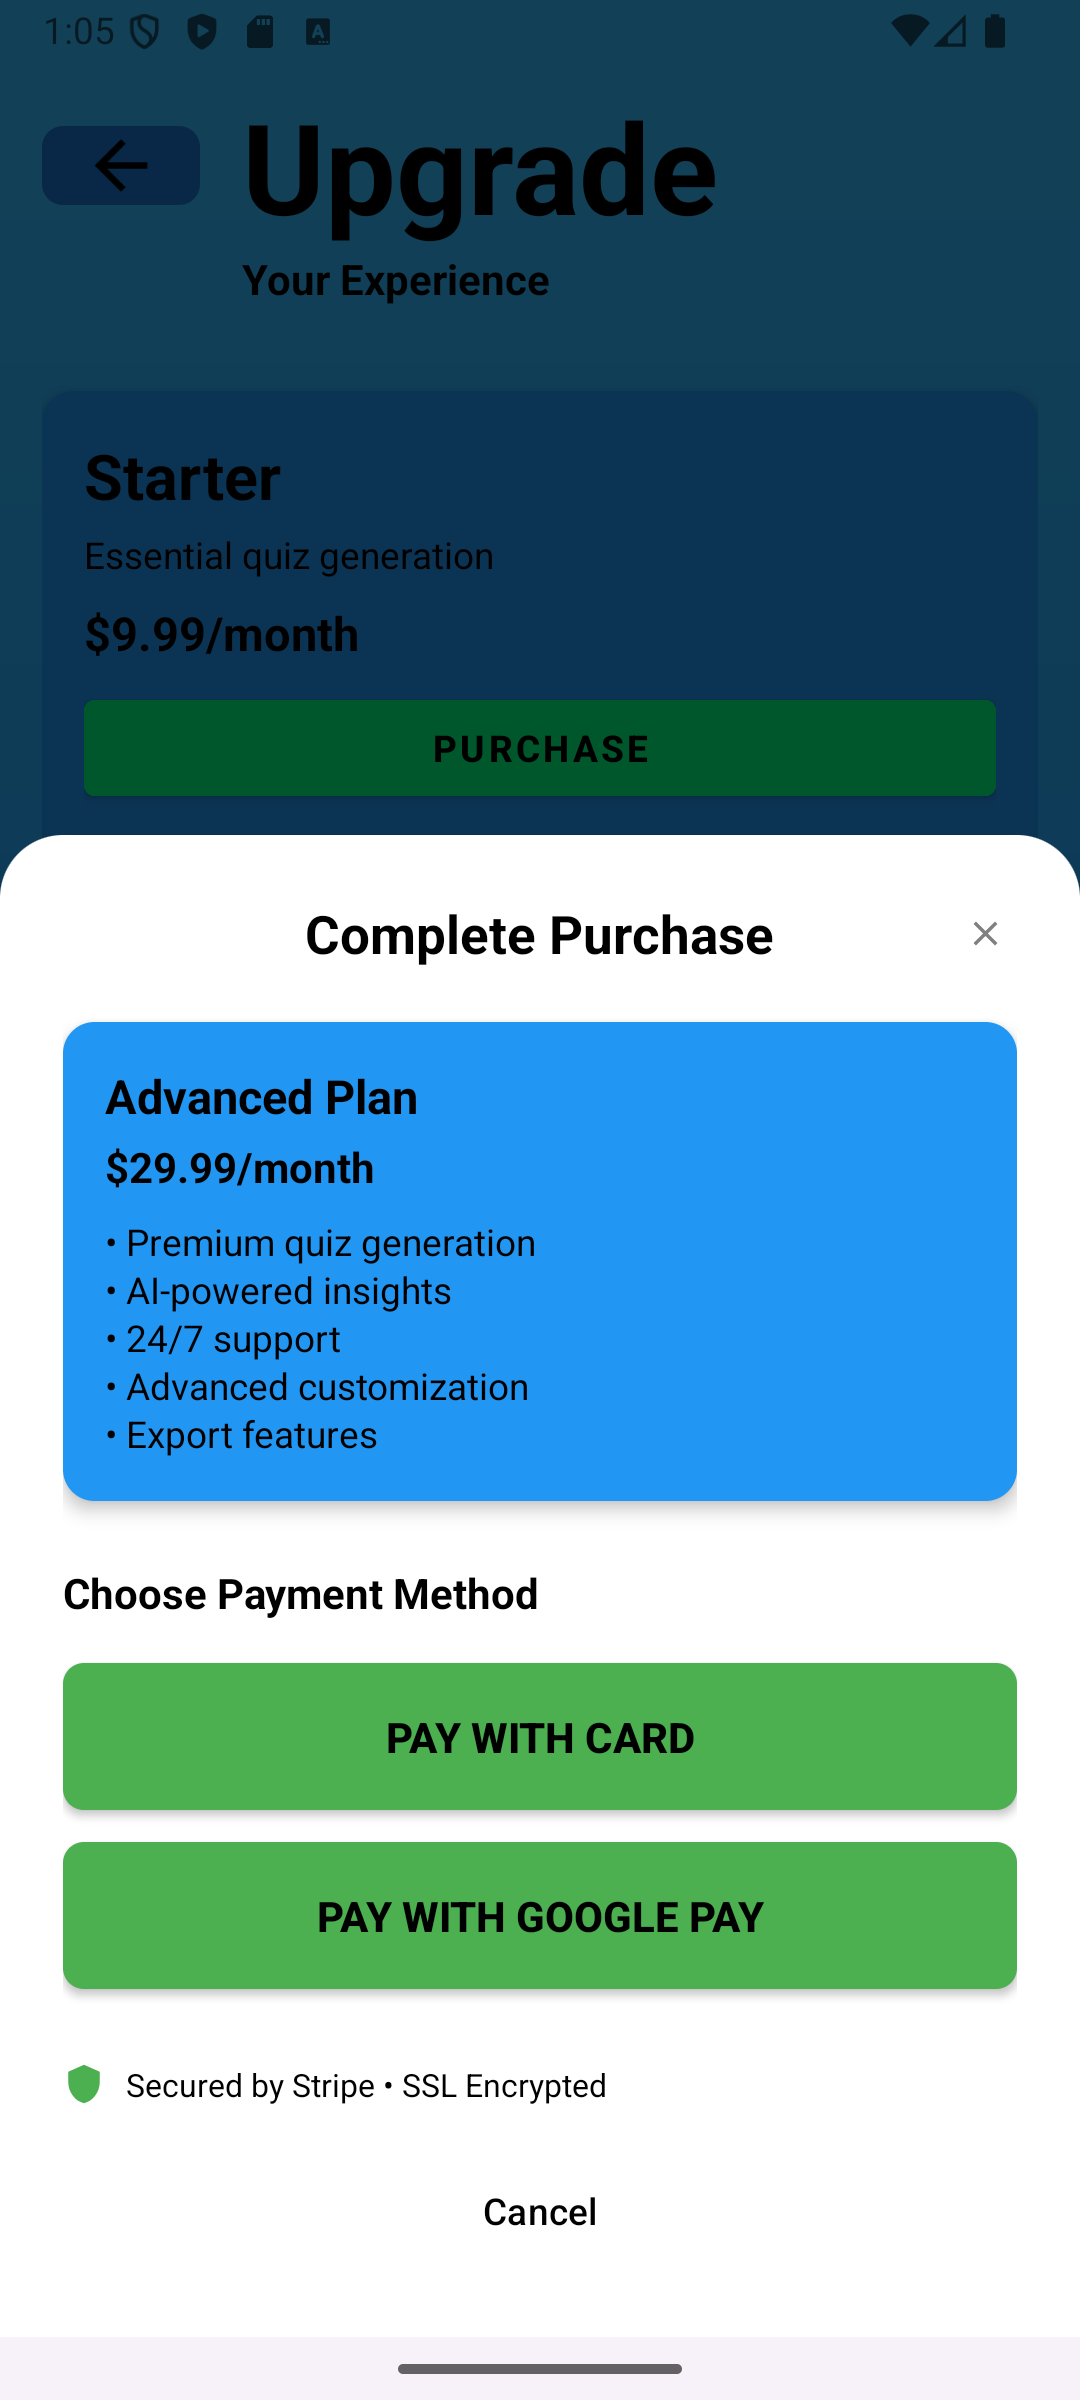 1:05
Upgrade
Your Experience
Starter
Essential quiz generation
$9.99/month
PURCHASE
Complete Purchase
Advanced Plan
$29.99/month
• Premium quiz generation
• AI-powered insights
• 24/7 support
• Advanced customization
• Export features
Choose Payment Method
PAY WITH CARD
PAY WITH GOOGLE PAY
Secured by Stripe • SSL Encrypted
Cancel